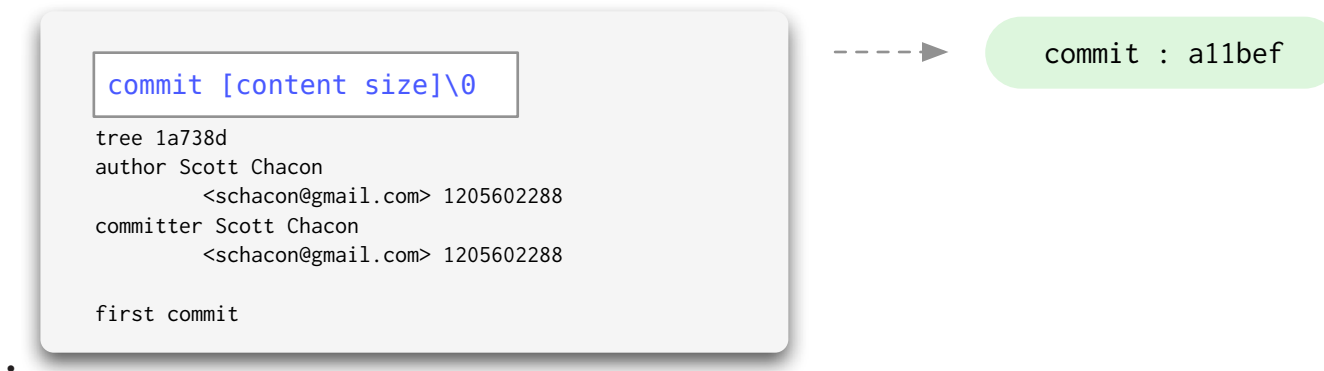 commit [content size]\0
tree 1a738d
author Scott Chacon
<schacon@gmail.com> 1205602288
committer Scott Chacon
<schacon@gmail.com> 1205602288
first commit
commit : a11bef